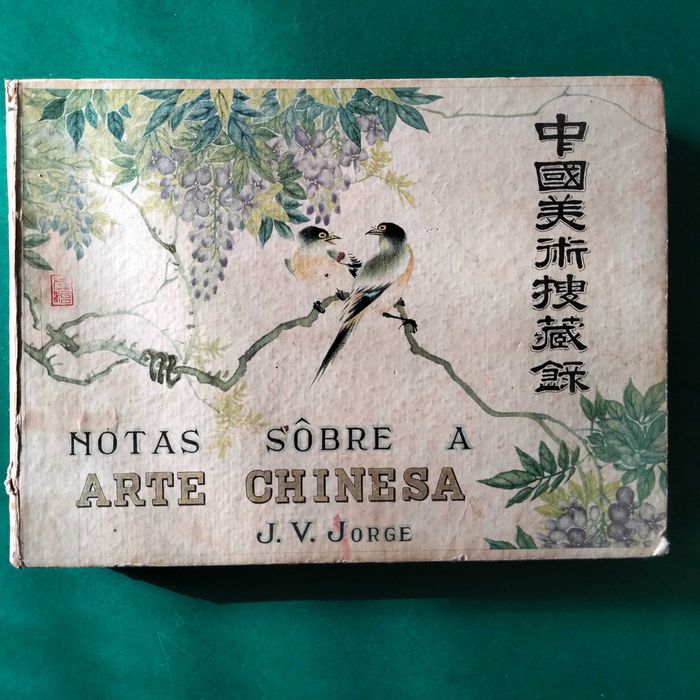 中國美術搜藏錄
NOTAS SÔBRE A
ARTE CHINESA
J. V. JORGE